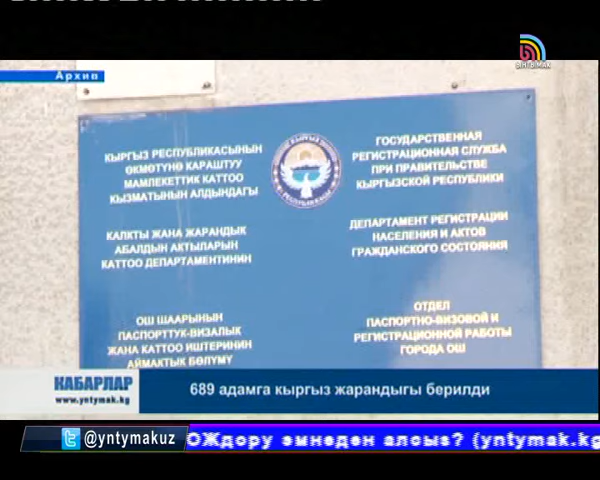 ЫНТЫМАК
Архив
КЫРГЫЗ РЕСПУБЛИКАСЫНЫН
ӨКМӨТҮНӨ КАРАШТУУ
МАМЛЕКЕТТИК КАТТОО
КЫЗМАТЫНЫН АЛДЫНДАГЫ
КАЛКТЫ ЖАНА ЖАРАНДЫК
АБАЛДЫН АКТЫЛАРЫН
КАТТОО ДЕПАРТАМЕНТИНИН
ОШ ШААРЫНЫН
ПАСПОРТТУК-ВИЗАЛЫК
ЖАНА КАТТОО ИШТЕРИНИН
АЙМАКТЫК БӨЛҮМҮ
ГОСУДАРСТВЕННАЯ
РЕГИСТРАЦИОННАЯ СЛУЖБА
ПРИ ПРАВИТЕЛЬСТВЕ
КЫРГЫЗСКОЙ РЕСПУБЛИКИ
ДЕПАРТАМЕНТ РЕГИСТРАЦИИ
НАСЕЛЕНИЯ И АКТОВ
ГРАЖДАНСКОГО СОСТОЯНИЯ
ОТДЕЛ
ПАСПОРТНО-ВИЗОВОЙ И
РЕГИСТРАЦИОННОЙ РАБОТЫ
ГОРОДА ОШ
КАБАРЛАР
www.yntymak.kg
689 адамга кыргыз жарандыгы берилди
@yntymakuz
ОЖдору эмнеден алсыз? (yntymak.kg